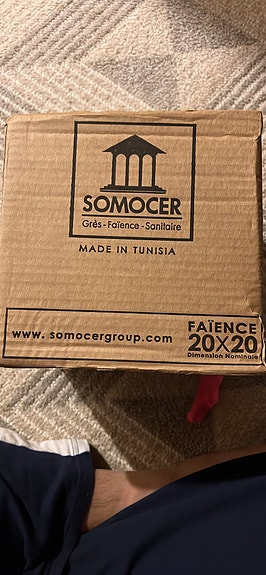 SOMOCER
Grès - Faïence - Sanitaire
MADE IN TUNISIA
www. somocergroup.com
FAÏENCE
20X20
Dimension Nominale